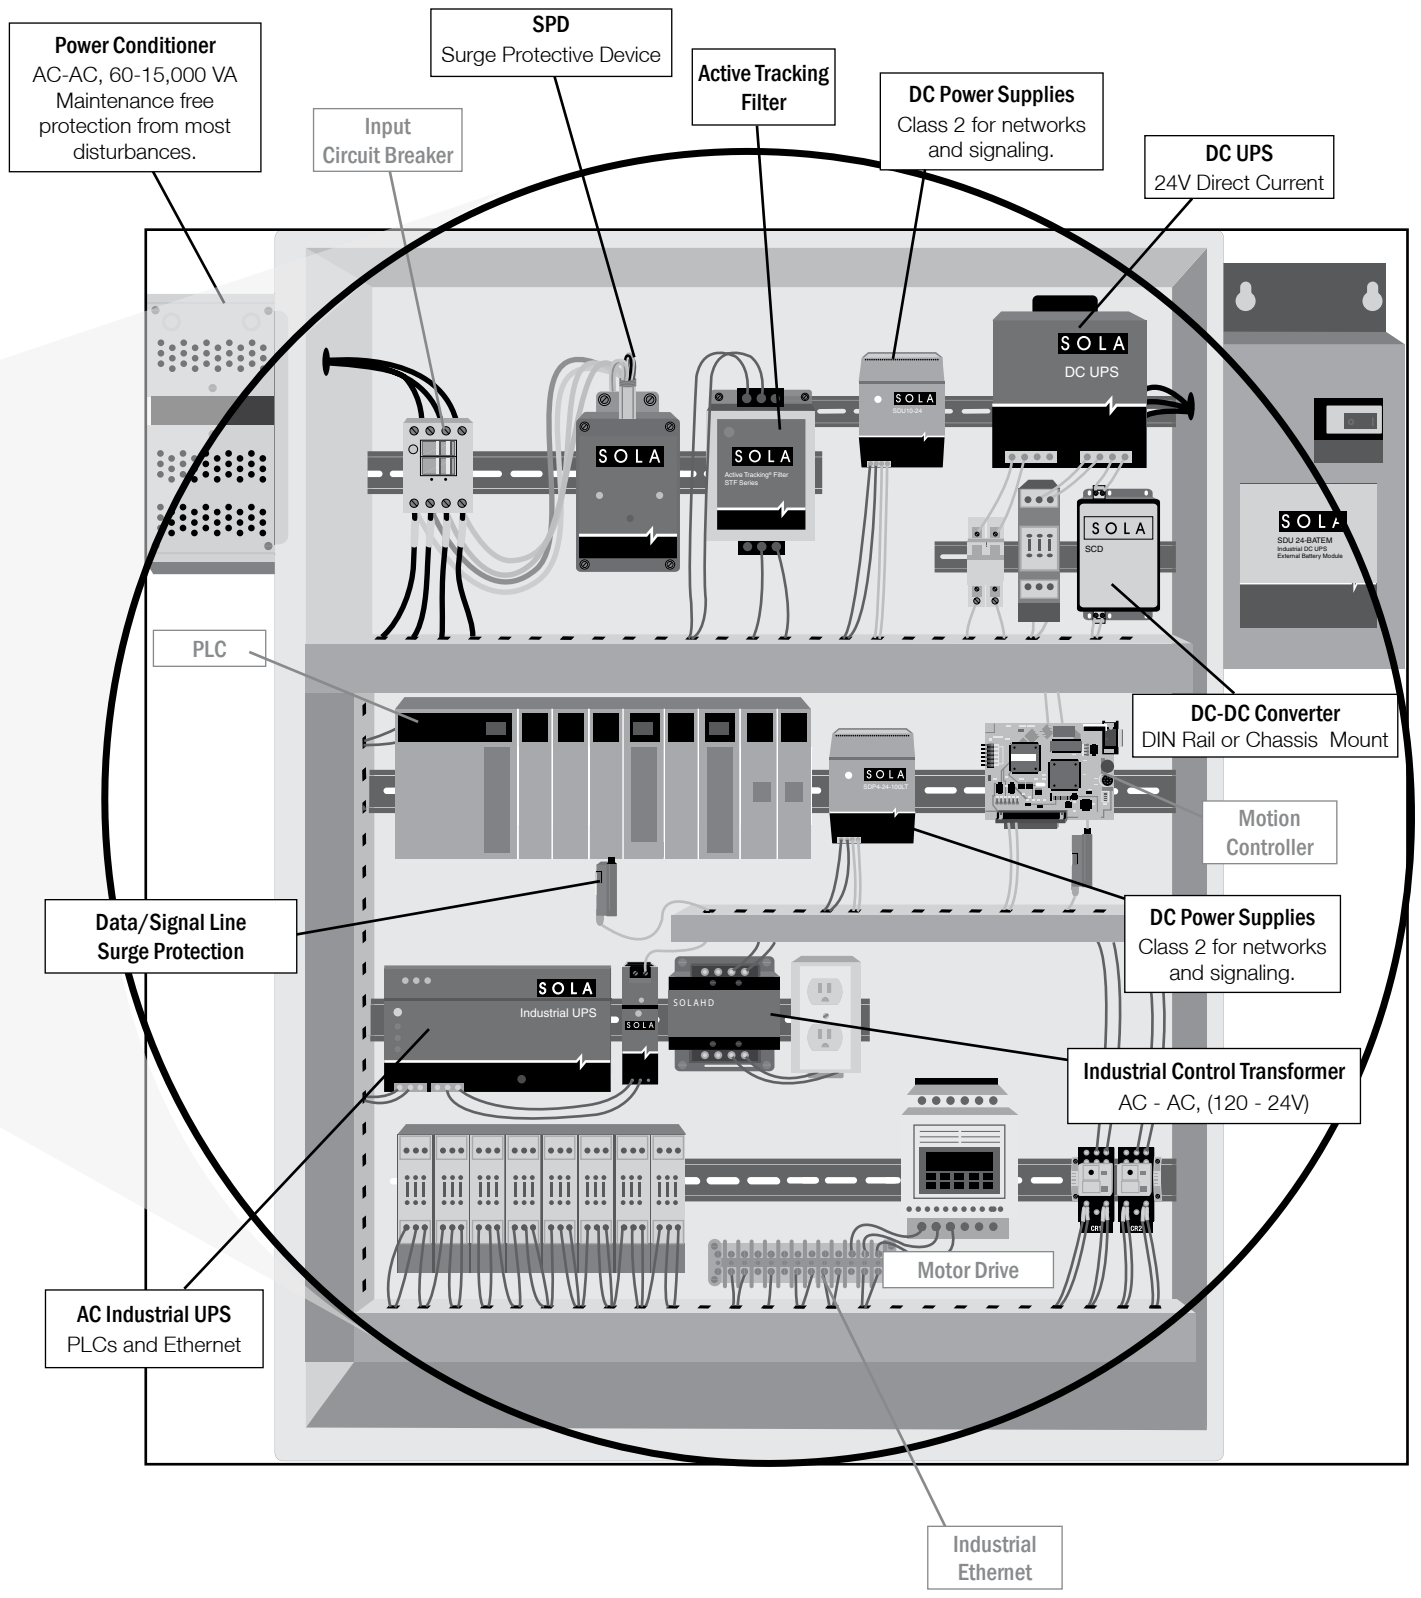 SPD
Surge Protective Device
Power Conditioner
AC-AC, 60-15,000 VA
Maintenance free
protection from most
disturbances.
Active Tracking
Filter
DC Power Supplies
Class 2 for networks
and signaling.
Input
Circuit Breaker
DC UPS
24V Direct Current
SOLA
DC UPS
SOLA
SDU10-24
SOLA
SOLA
Active Tracking® Filter
STF Series
SOLA
SCD
SOLA
SDU 24-BATEM
Industrial DC UPS
External Battery Module
PLC
DC-DC Converter
DIN Rail or Chassis Mount
SOLA
SDP4-24-100LT
Motion
Controller
Data/Signal Line
Surge Protection
DC Power Supplies
Class 2 for networks
and signaling.
SOLA
Industrial UPS
SOLA
SOLAHD
Industrial Control Transformer
AC - AC, (120 - 24V)
CR1
CR2
Motor Drive
AC Industrial UPS
PLCs and Ethernet
Industrial
Ethernet